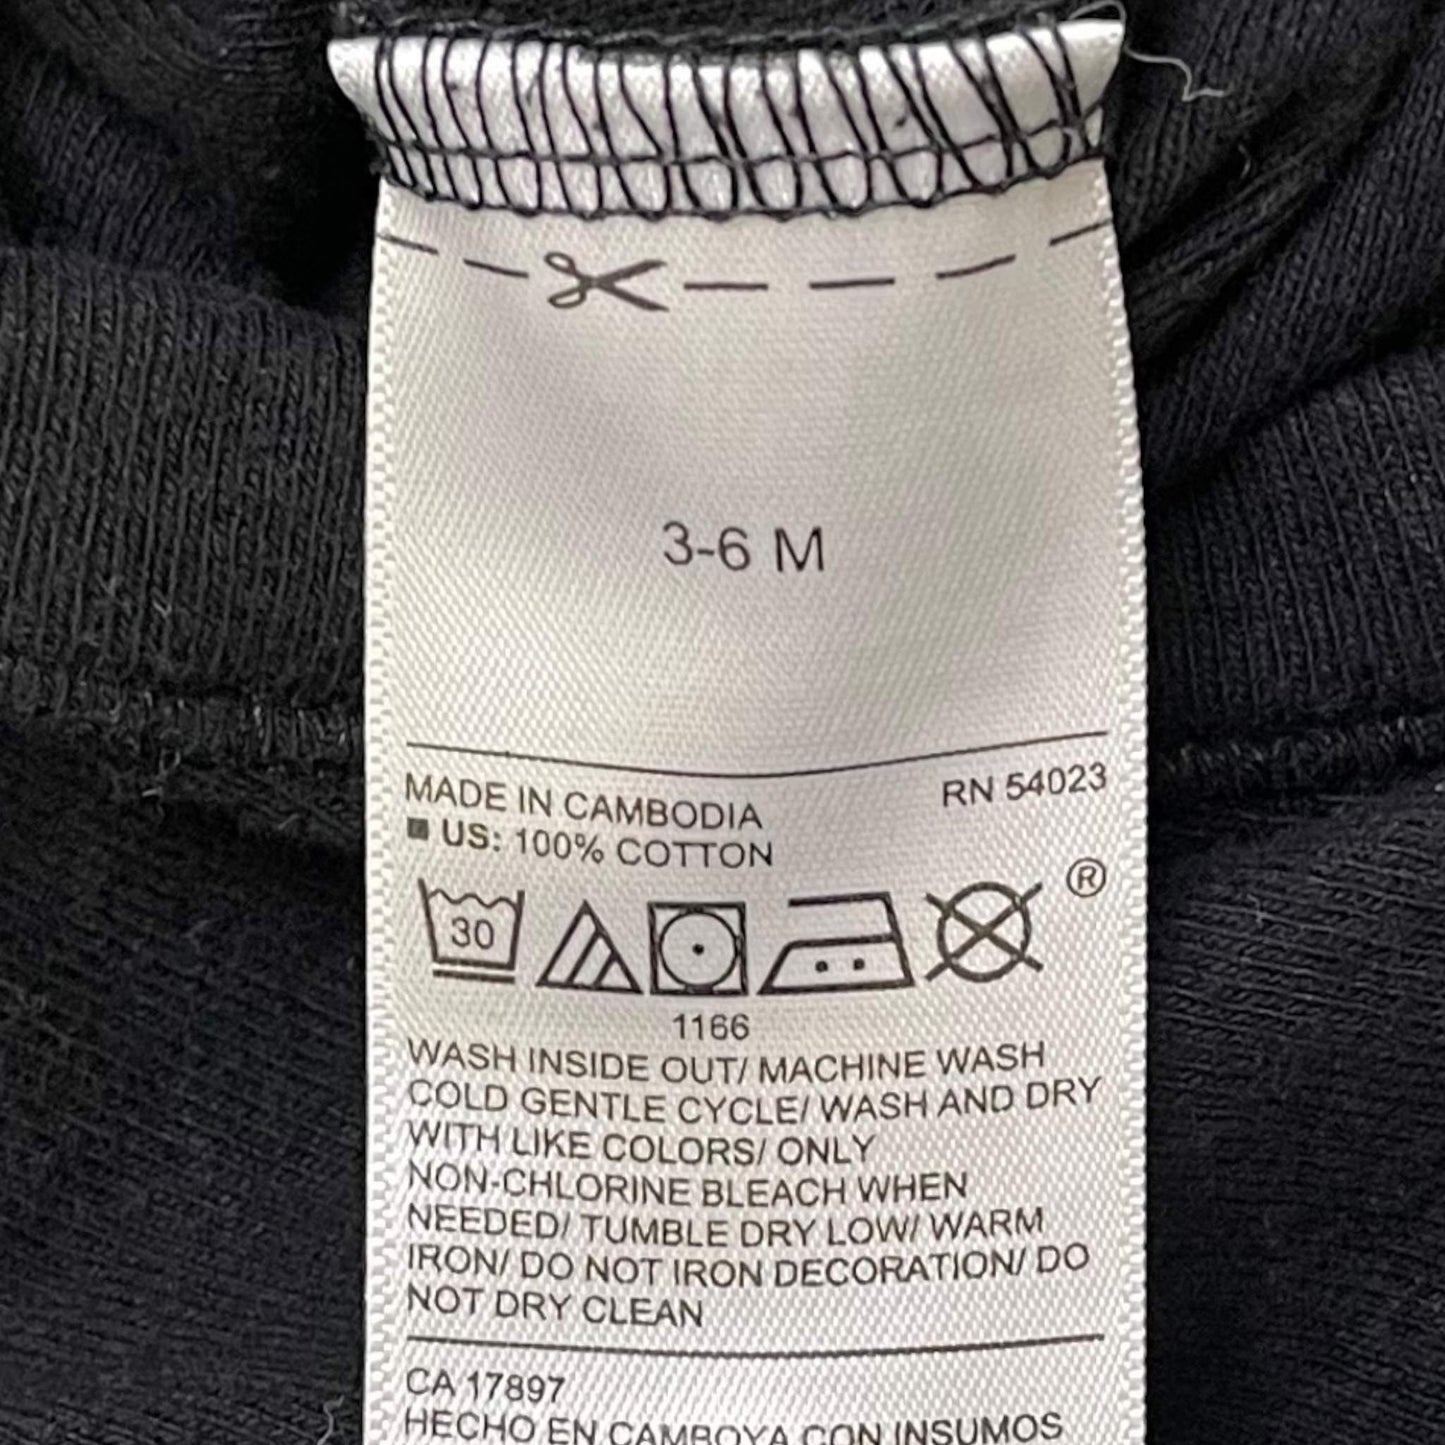 3-6 M
MADE IN CAMBODIA RN 54023
US: 100% COTTON
30 ®
1166
WASH INSIDE OUT/ MACHINE WASH
COLD GENTLE CYCLE/ WASH AND DRY
WITH LIKE COLORS/ ONLY
NON-CHLORINE BLEACH WHEN
NEEDED/ TUMBLE DRY LOW/ WARM
IRON/ DO NOT IRON DECORATION/ DO
NOT DRY CLEAN
CA 17897
HECHO EN CAMBOYA CON INSUMOS